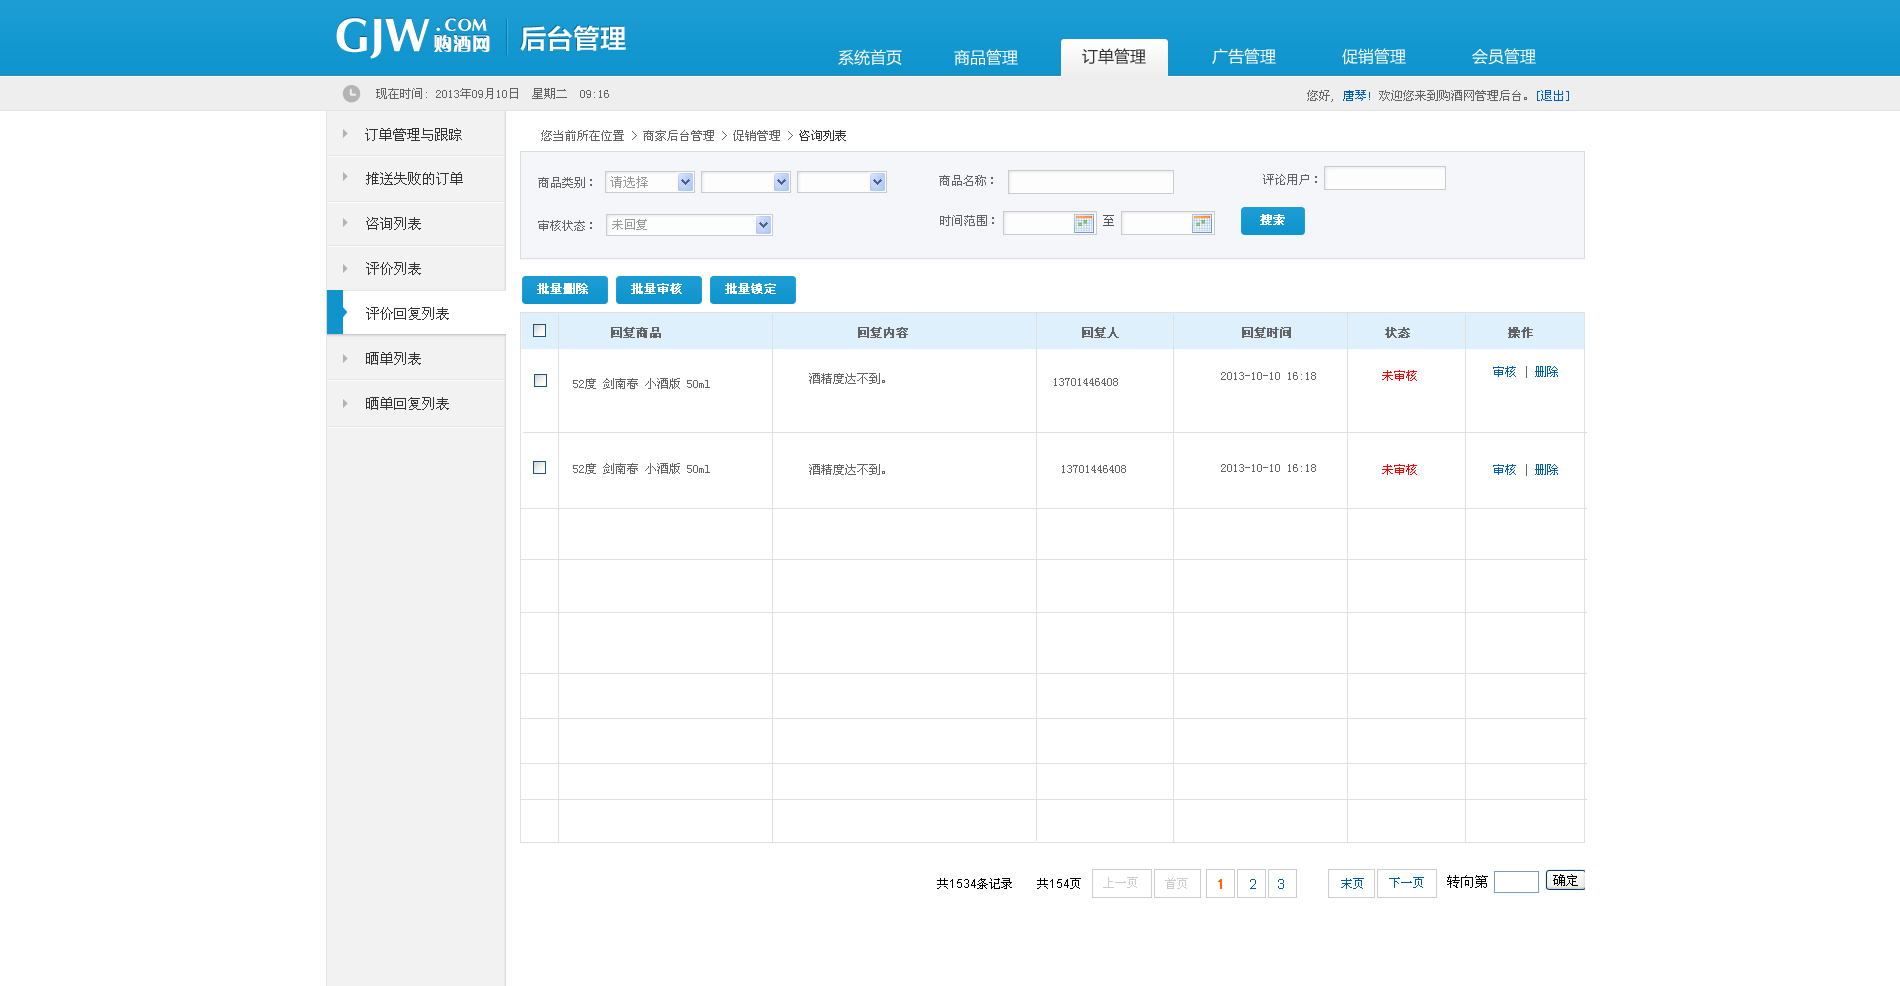 GJW.COM 购酒网 后台管理
系统首页 商品管理 订单管理 广告管理 促销管理 会员管理
现在时间：2013年09月10日 星期二 09:16
您好，唐琴！欢迎您来到购酒网管理后台。[退出]
订单管理与跟踪
推送失败的订单
咨询列表
评价列表
评价回复列表
晒单列表
晒单回复列表
您当前所在位置 > 商家后台管理 > 促销管理 > 咨询列表
商品类别： 请选择 商品名称： 评论用户：
审核状态： 未回复 时间范围： 至 搜索
批量删除 批量审核 批量锁定
回复商品 回复内容 回复人 回复时间 状态 操作
52度 剑南春 小酒版 50ml 酒精度达不到。 13701446408 2013-10-10 16:18 未审核 审核 | 删除
52度 剑南春 小酒版 50ml 酒精度达不到。 13701446408 2013-10-10 16:18 未审核 审核 | 删除
共1534条记录 共154页 上一页 首页 1 2 3 末页 下一页 转向第 确定